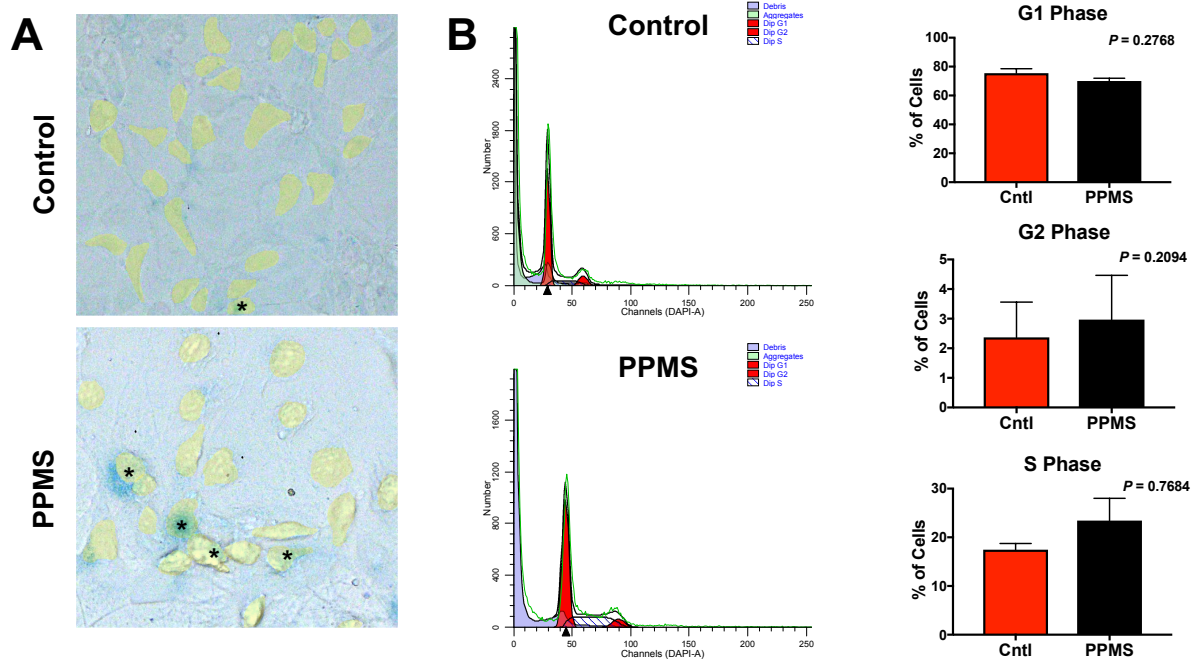 A
Control
*
PPMS
*
*
*
*
B
Control
Debris
Aggregates
Dip G1
Dip G2
Dip S
Number
2400
1800
1200
600
0
0 50 100 150 200 250
Channels (DAPI-A)
PPMS
Debris
Aggregates
Dip G1
Dip G2
Dip S
Number
1600
1200
800
400
0
0 50 100 150 200 250
Channels (DAPI-A)
G1 Phase
P = 0.2768
% of Cells
100
80
60
40
20
0
Cntl PPMS
G2 Phase
P = 0.2094
% of Cells
5
4
3
2
1
0
Cntl PPMS
S Phase
P = 0.7684
% of Cells
30
20
10
0
Cntl PPMS